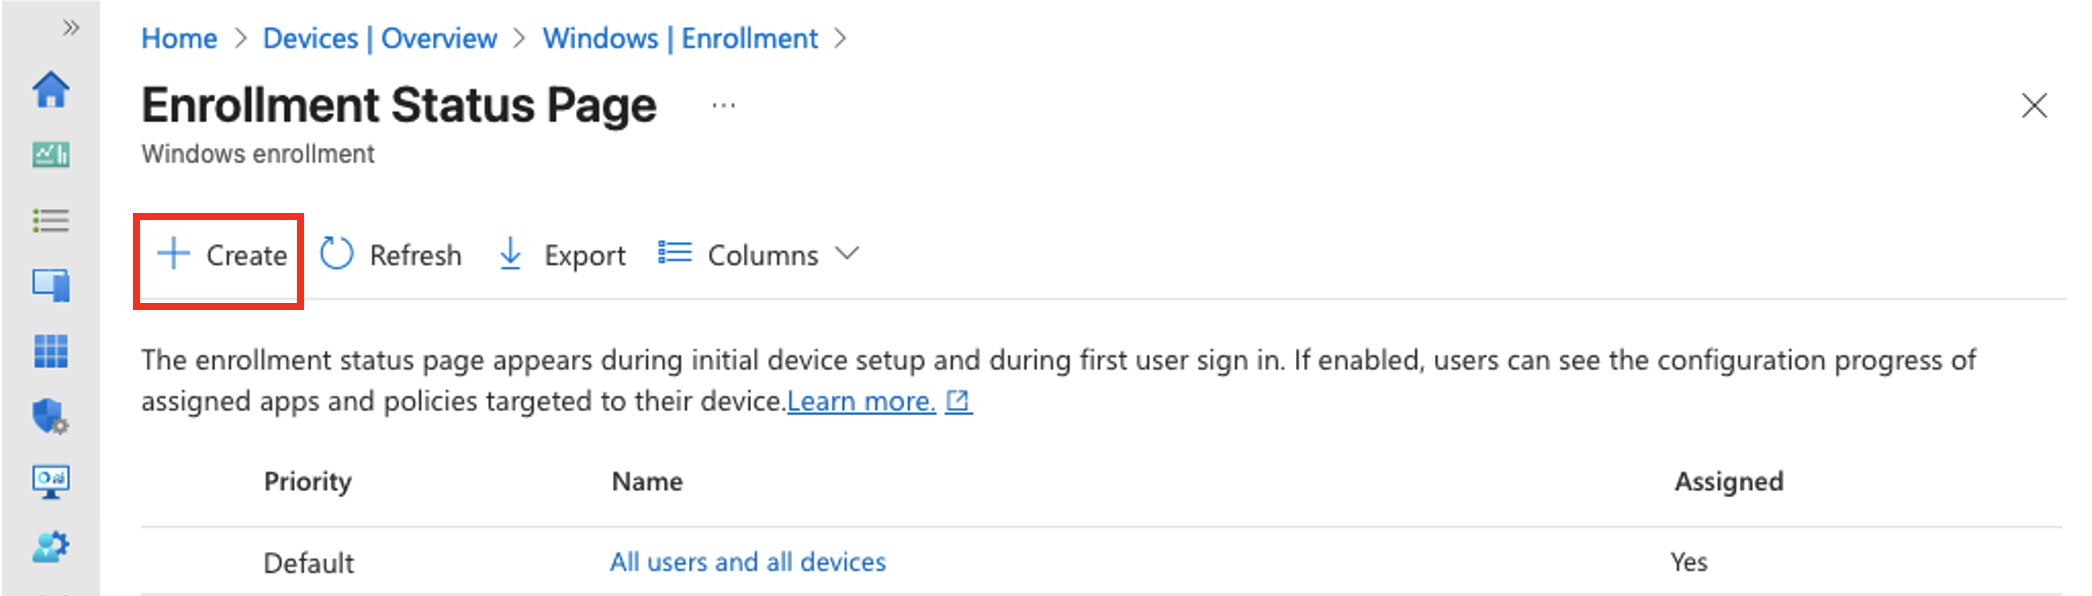 Home > Devices | Overview > Windows | Enrollment >
Enrollment Status Page ...
Windows enrollment
Create Refresh Export Columns
The enrollment status page appears during initial device setup and during first user sign in. If enabled, users can see the configuration progress of
assigned apps and policies targeted to their device.Learn more.
Priority Name Assigned
Default All users and all devices Yes